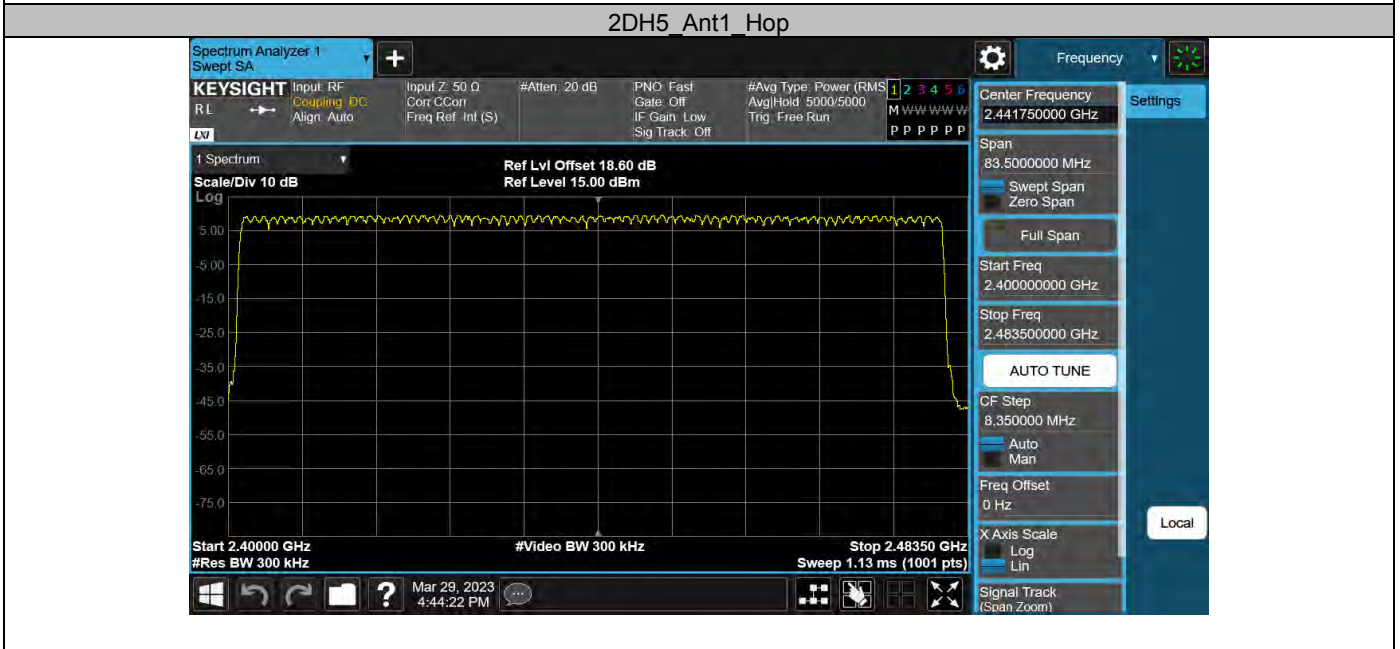 2DH5_Ant1_Hop
Spectrum Analyzer 1
Swept SA
+
Frequency
KEYSIGHT
RL
LXI
Input: RF
Coupling: DC
Align: Auto
Input Z: 50 Ω
Corr CCorr
Freq Ref: Int (S)
#Atten: 20 dB
PNO: Fast
Gate: Off
IF Gain: Low
Sig Track: Off
#Avg Type: Power (RMS
Avg|Hold: 5000/5000
Trig: Free Run
1 2 3 4 5 6
M W W W W W
P P P P P P
Center Frequency
2.441750000 GHz
Settings
1 Spectrum
Scale/Div 10 dB
Ref Lvl Offset 18.60 dB
Ref Level 15.00 dBm
Span
83.5000000 MHz
Swept Span
Zero Span
Full Span
Log
5.00
-5.00
-15.0
-25.0
-35.0
-45.0
-55.0
-65.0
-75.0
Start Freq
2.400000000 GHz
Stop Freq
2.483500000 GHz
AUTO TUNE
CF Step
8.350000 MHz
Auto
Man
Freq Offset
0 Hz
Local
X Axis Scale
Log
Lin
Start 2.40000 GHz
#Video BW 300 kHz
Stop 2.48350 GHz
#Res BW 300 kHz
Sweep 1.13 ms (1001 pts)
?
Mar 29, 2023
4:44:22 PM
Signal Track
(Span Zoom)